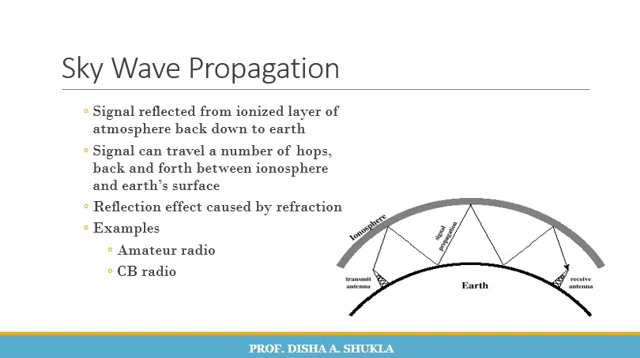 Sky Wave Propagation
Signal reflected from ionized layer of
atmosphere back down to earth
Signal can travel a number of hops,
back and forth between ionosphere
and earth's surface
Reflection effect caused by refraction
Examples
Amateur radio
CB radio
Ionosphere
signal
propagation
transmit
antenna
Earth
receive
antenna
PROF. DISHA A. SHUKLA